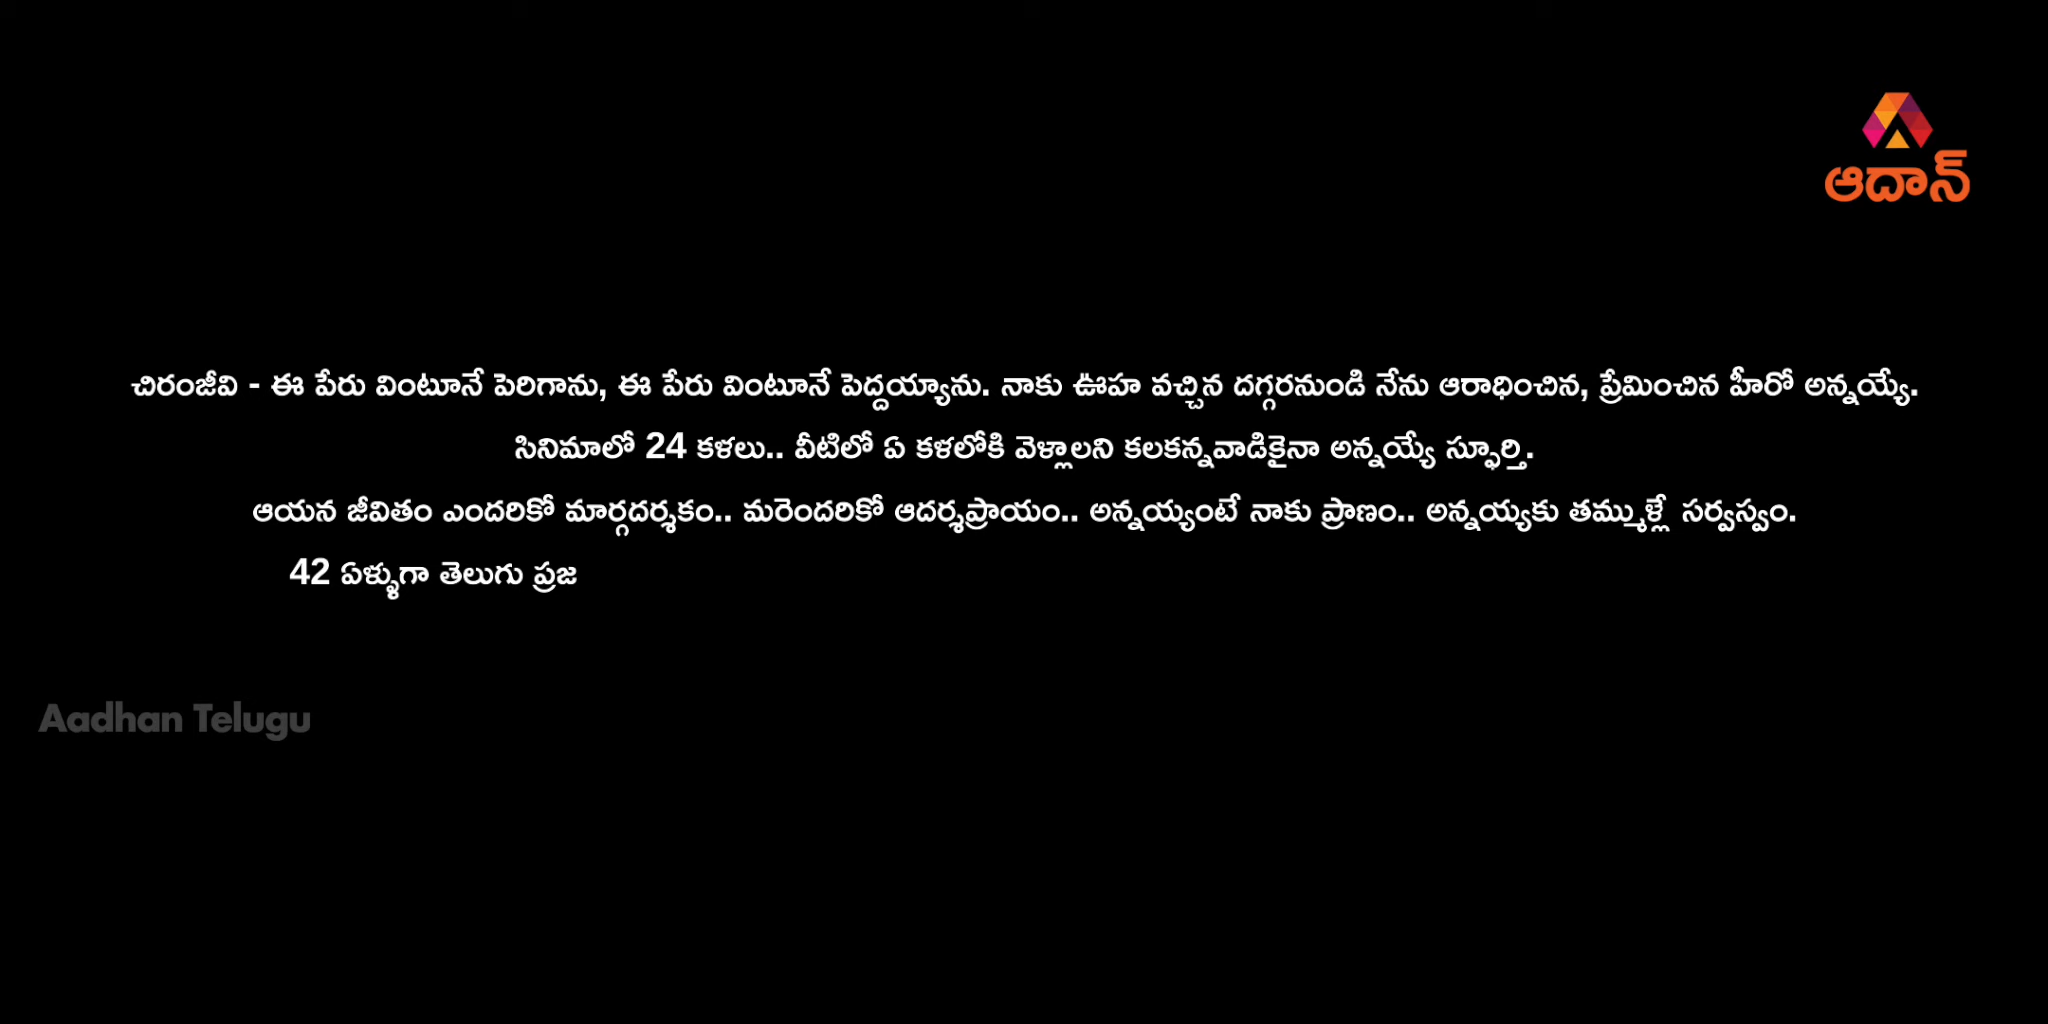 ఆదాన్
చిరంజీవి - ఈ పేరు వింటూనే పెరిగాను, ఈ పేరు వింటూనే పెద్దయ్యాను. నాకు ఊహ వచ్చిన దగ్గరనుండి నేను ఆరాధించిన, ప్రేమించిన హీరో అన్నయ్యే.
సినిమాలో 24 కళలు.. వీటిలో ఏ కళలోకి వెళ్లాలని కలకన్నవాడికైనా అన్నయ్యే స్ఫూర్తి.
ఆయన జీవితం ఎందరికో మార్గదర్శకం.. మరెందరికో ఆదర్శప్రాయం.. అన్నయ్యంటే నాకు ప్రాణం.. అన్నయ్యకు తమ్ముళ్లే సర్వస్వం.
42 ఏళ్ళుగా తెలుగు ప్రజ
Aadhan Telugu